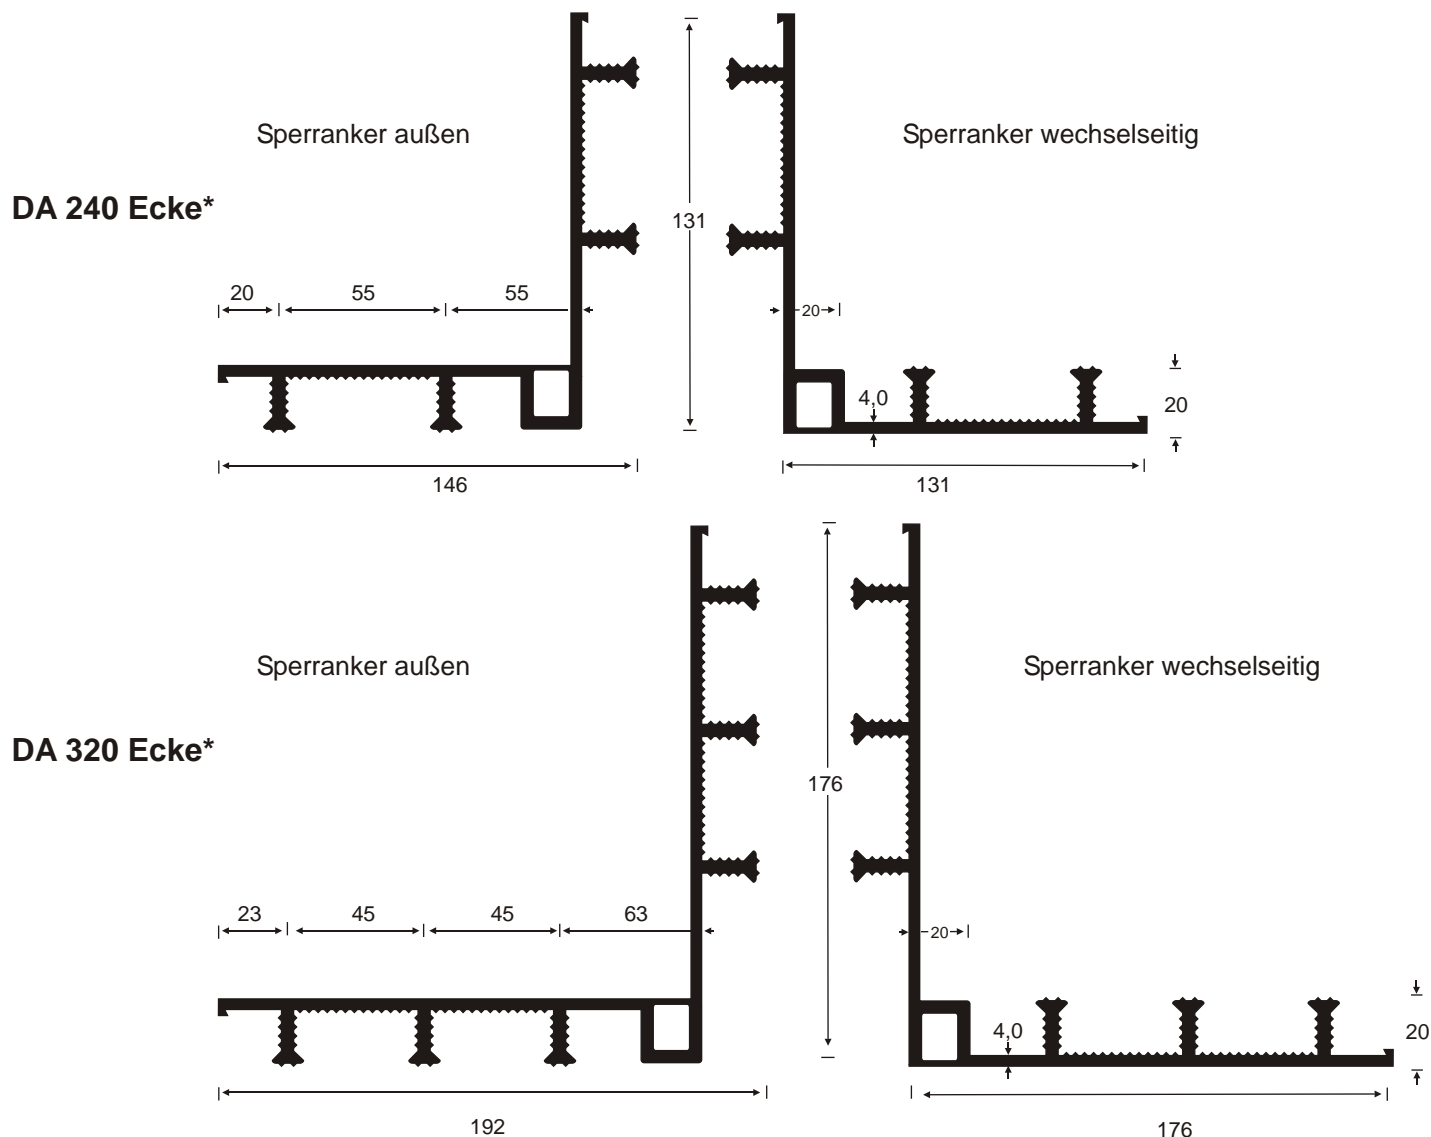 Sperranker außen
Sperranker wechselseitig
DA 240 Ecke*
131
20 55 55
20
4,0
20
146
131
Sperranker außen
Sperranker wechselseitig
DA 320 Ecke*
176
23 45 45 63
20
4,0
20
192
176